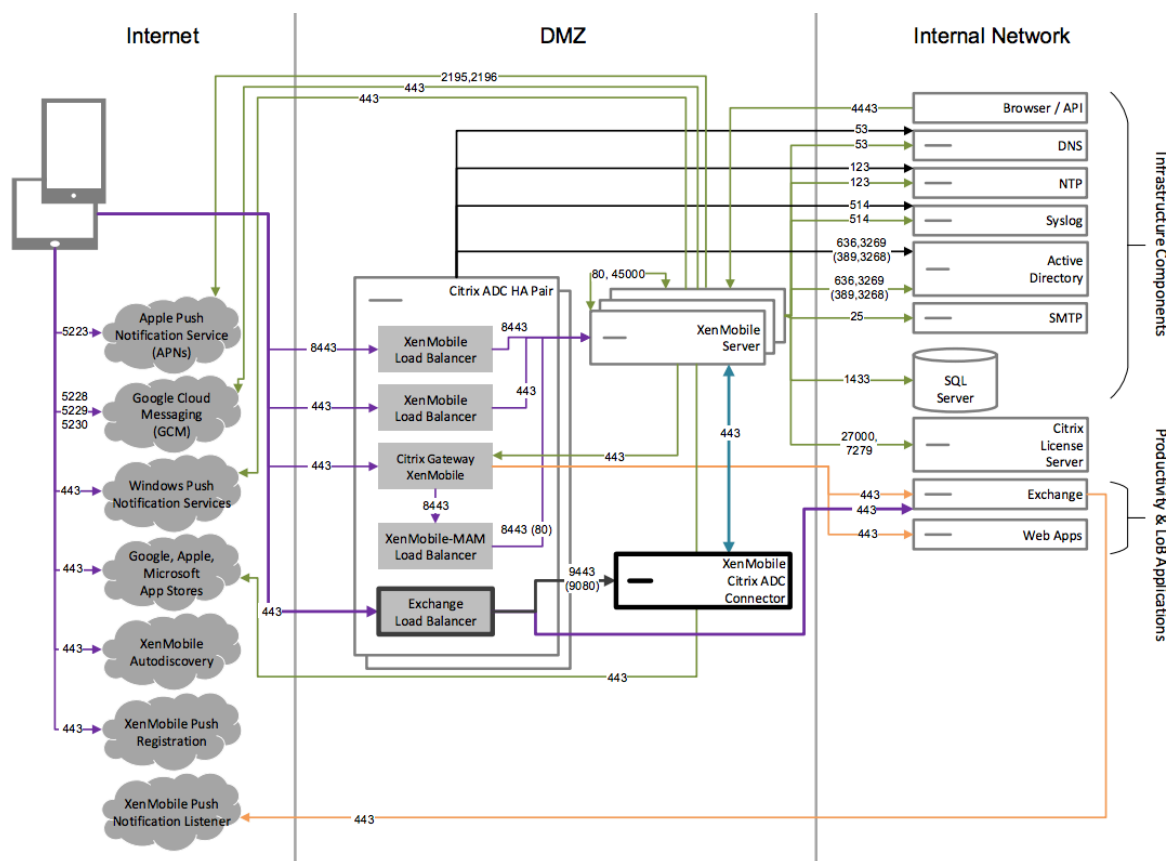 Internet
DMZ
Internal Network
2195,2196
443
443
4443
Browser / API
53
53
DNS
123
123
NTP
514
514
Syslog
636,3269
(389,3268)
Active
Directory
636,3269
(389,3268)
25
SMTP
1433
SQL
Server
27000,
7279
Citrix
License
Server
443
Exchange
443
443
Web Apps
Infrastructure Components
Productivity & LoB Applications
5223
Apple Push
Notification Service
(APNs)
5228
5229
5230
Google Cloud
Messaging
(GCM)
443
Windows Push
Notification Services
443
Google, Apple,
Microsoft
App Stores
443
XenMobile
Autodiscovery
443
XenMobile Push
Registration
XenMobile Push
Notification Listener
443
Citrix ADC HA Pair
8443
XenMobile
Load Balancer
8443
443
XenMobile
Load Balancer
443
443
Citrix Gateway
XenMobile
443
8443
XenMobile-MAM
Load Balancer
8443 (80)
443
Exchange
Load Balancer
9443
(9080)
80, 45000
XenMobile
Server
443
XenMobile
Citrix ADC
Connector
443